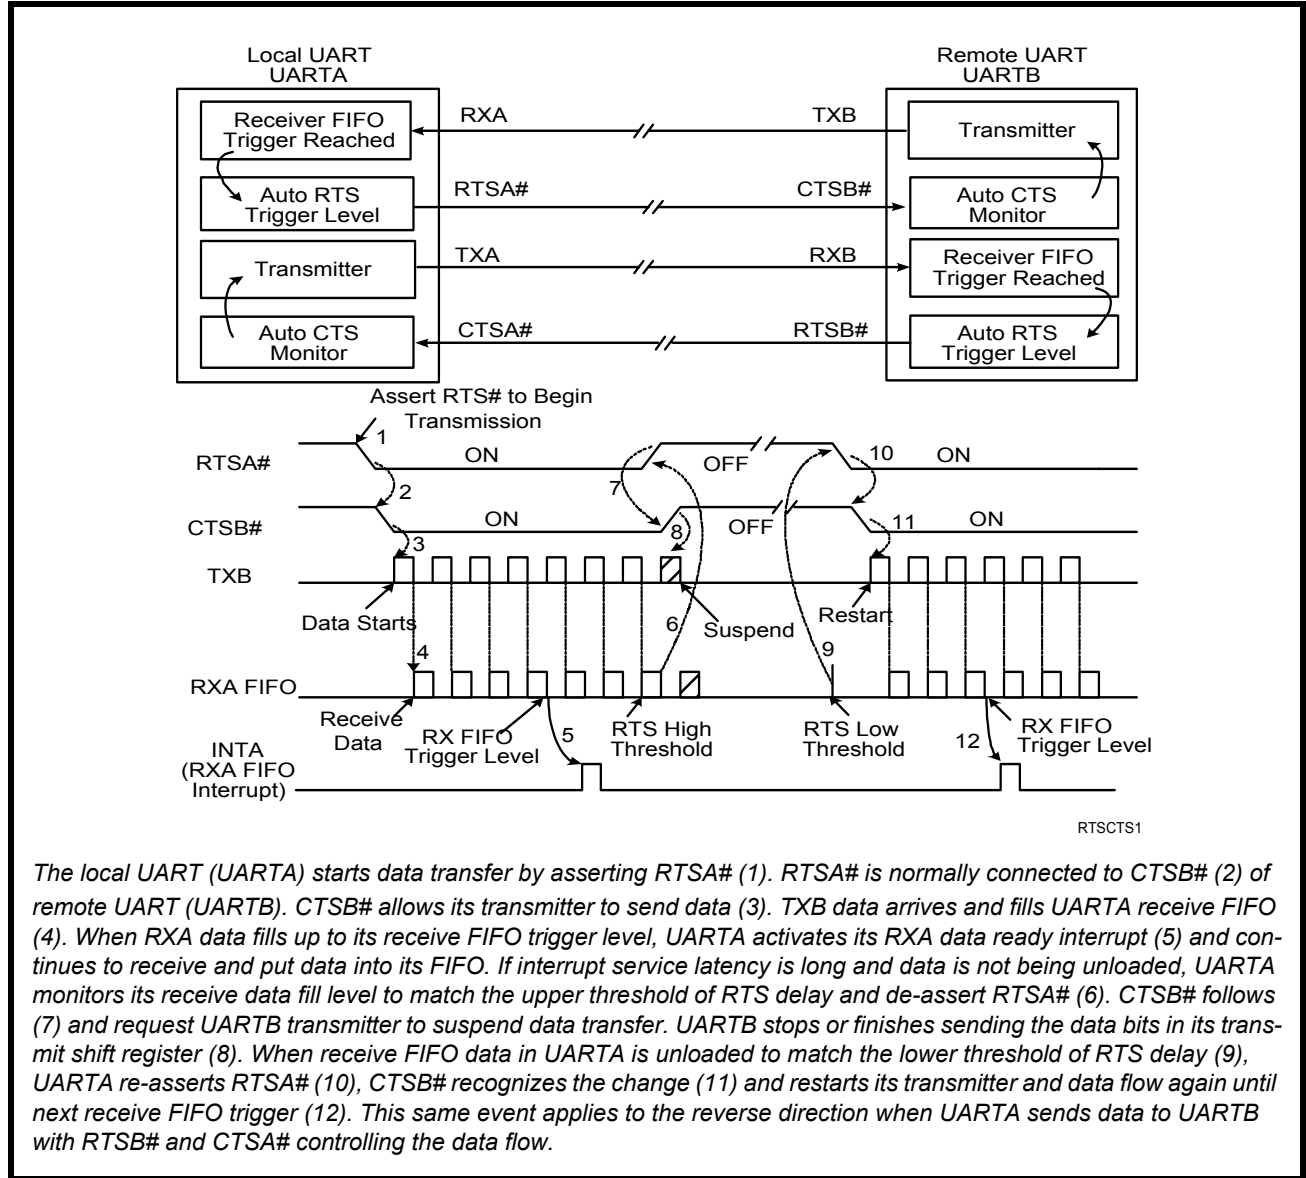 Local UART
UARTA
Remote UART
UARTB
Receiver FIFO
Trigger Reached
RXA
TXB
Transmitter
Auto RTS
Trigger Level
RTSA#
CTSB#
Auto CTS
Monitor
Transmitter
TXA
RXB
Receiver FIFO
Trigger Reached
Auto CTS
Monitor
CTSA#
RTSB#
Auto RTS
Trigger Level
Assert RTS# to Begin
Transmission
1
RTSA#
ON
OFF
10
ON
2
7
CTSB#
ON
8
OFF
11
ON
3
TXB
Data Starts
6
Suspend
Restart
4
9
RXA FIFO
Receive
Data
RX FIFO
Trigger Level
5
RTS High
Threshold
RTS Low
Threshold
12
RX FIFO
Trigger Level
INTA
(RXA FIFO
Interrupt)
RTSCTS1
The local UART (UARTA) starts data transfer by asserting RTSA# (1). RTSA# is normally connected to CTSB# (2) of
remote UART (UARTB). CTSB# allows its transmitter to send data (3). TXB data arrives and fills UARTA receive FIFO
(4). When RXA data fills up to its receive FIFO trigger level, UARTA activates its RXA data ready interrupt (5) and con-
tinues to receive and put data into its FIFO. If interrupt service latency is long and data is not being unloaded, UARTA
monitors its receive data fill level to match the upper threshold of RTS delay and de-assert RTSA# (6). CTSB# follows
(7) and request UARTB transmitter to suspend data transfer. UARTB stops or finishes sending the data bits in its trans-
mit shift register (8). When receive FIFO data in UARTA is unloaded to match the lower threshold of RTS delay (9),
UARTA re-asserts RTSA# (10), CTSB# recognizes the change (11) and restarts its transmitter and data flow again until
next receive FIFO trigger (12). This same event applies to the reverse direction when UARTA sends data to UARTB
with RTSB# and CTSA# controlling the data flow.